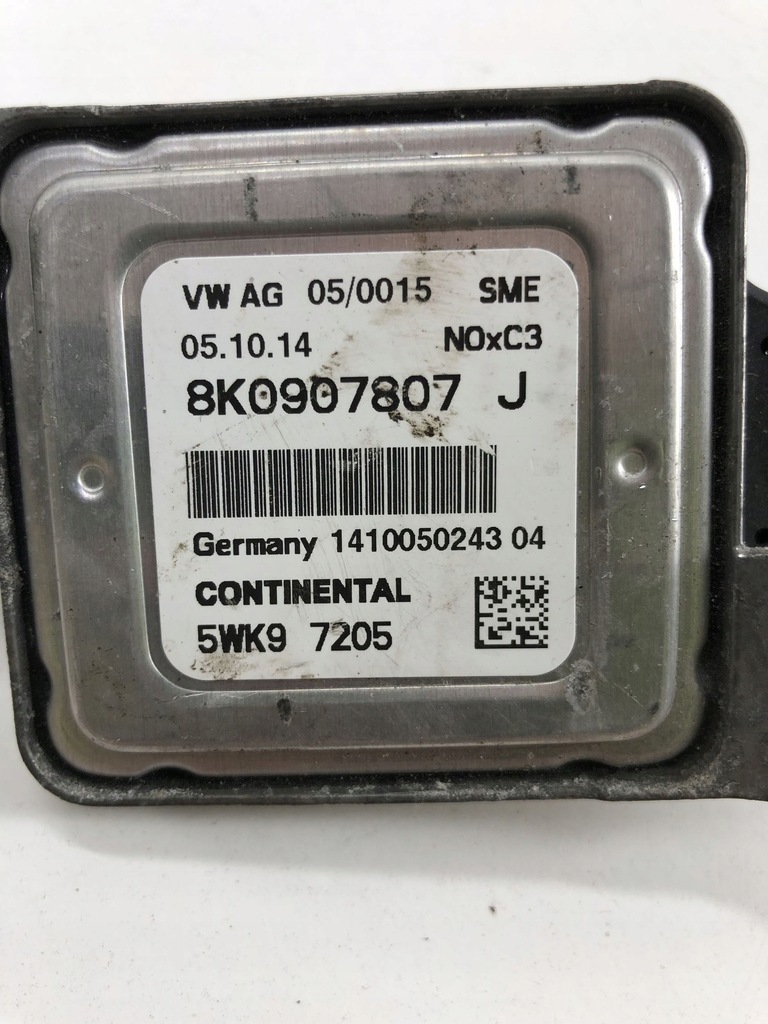 VW AG 05/0015 SME
05.10.14 NOxC3
8K0907807 J
Germany 1410050243 04
CONTINENTAL
5WK9 7205